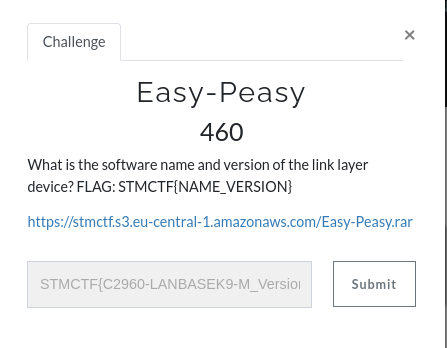 Challenge
×
Easy-Peasy
460
What is the software name and version of the link layer
device? FLAG: STMCTF{NAME_VERSION}
https://stmctf.s3.eu-central-1.amazonaws.com/Easy-Peasy.rar
STMCTF{C2960-LANBASEK9-M_Version
Submit